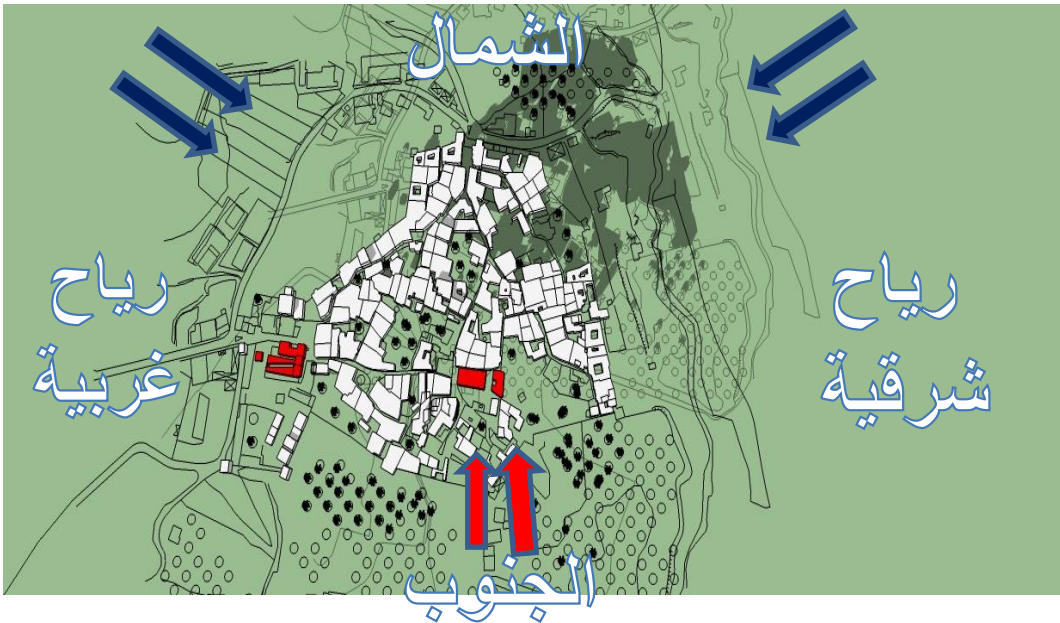 الشمال
رياح
شرقية
رياح
غربية
الجنوب